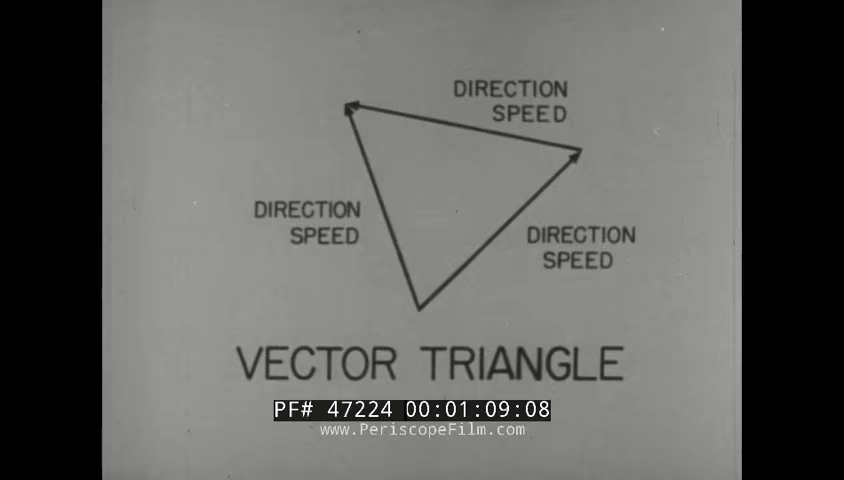 DIRECTION
SPEED
DIRECTION
SPEED
DIRECTION
SPEED
VECTOR TRIANGLE
PF# 47224 00:01:09:08
www.PeriscopeFilm.com